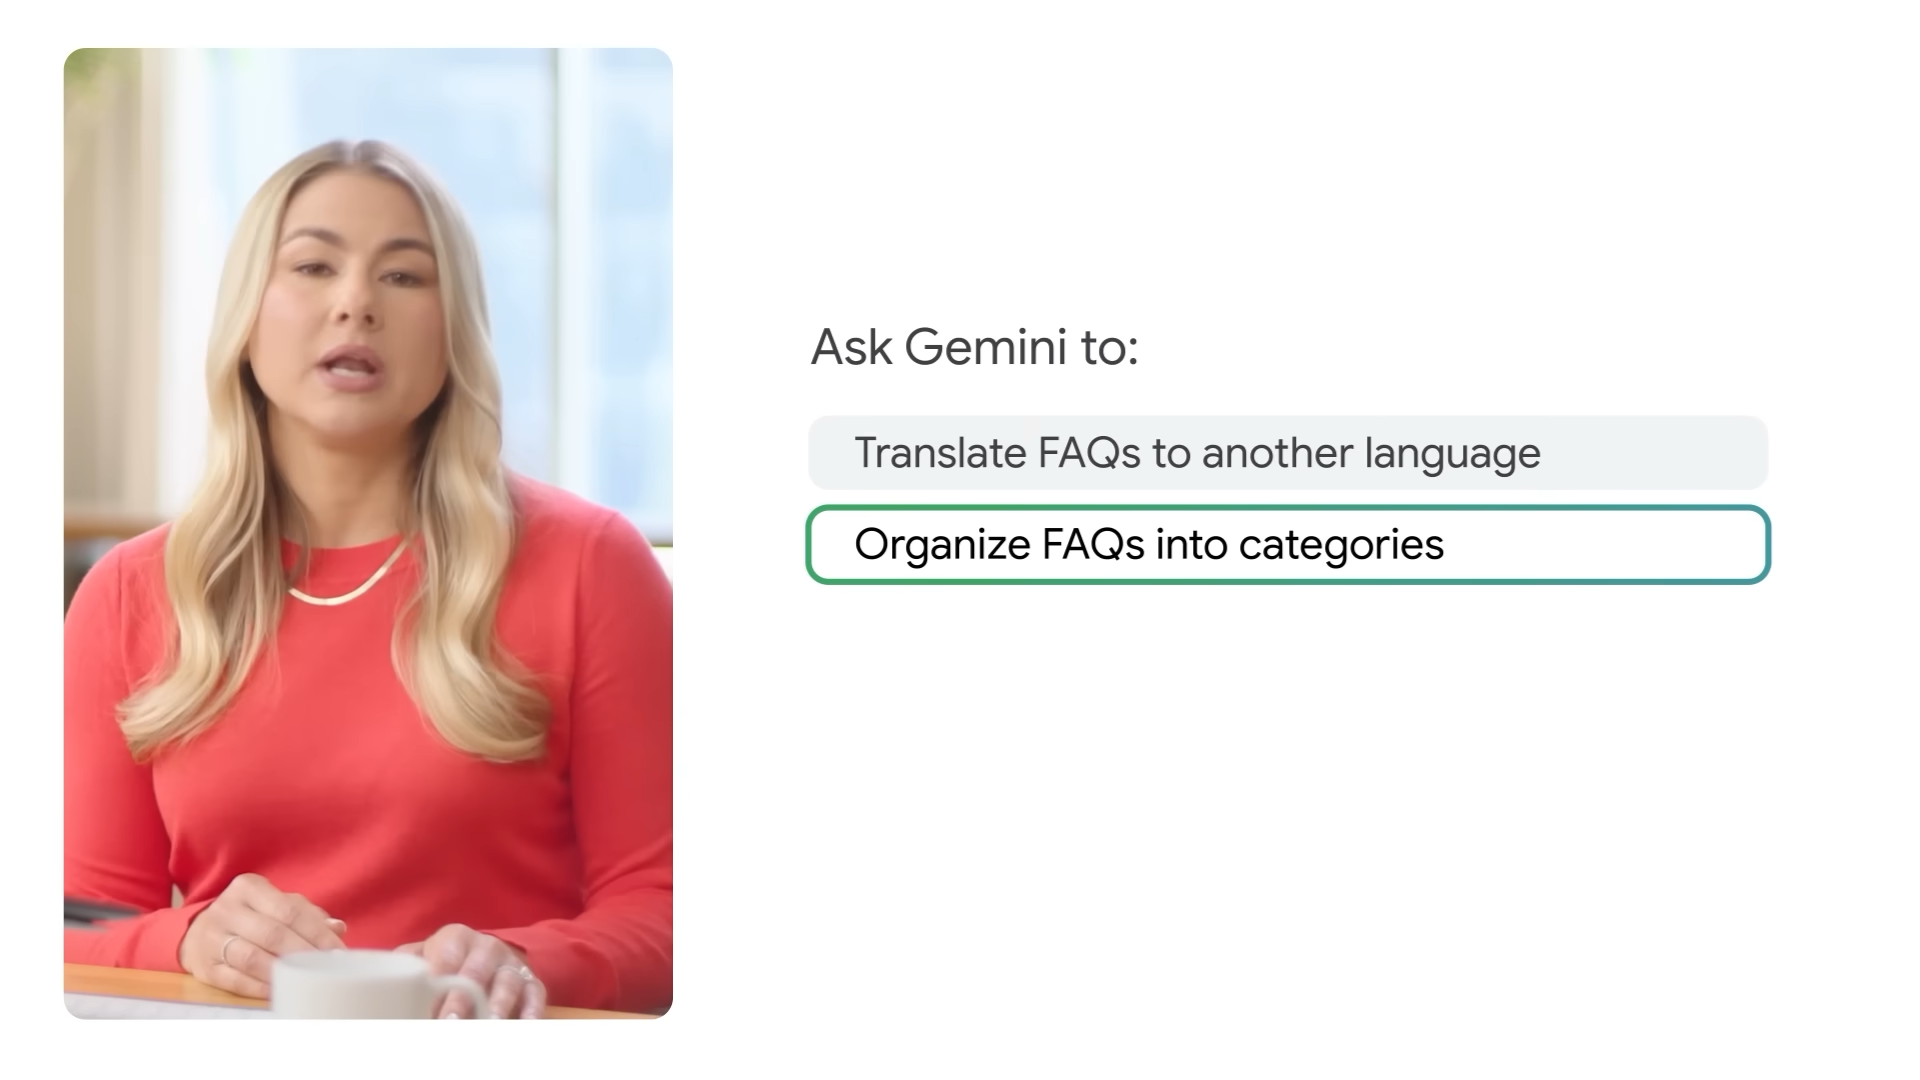 Ask Gemini to:
Translate FAQs to another language
Organize FAQs into categories